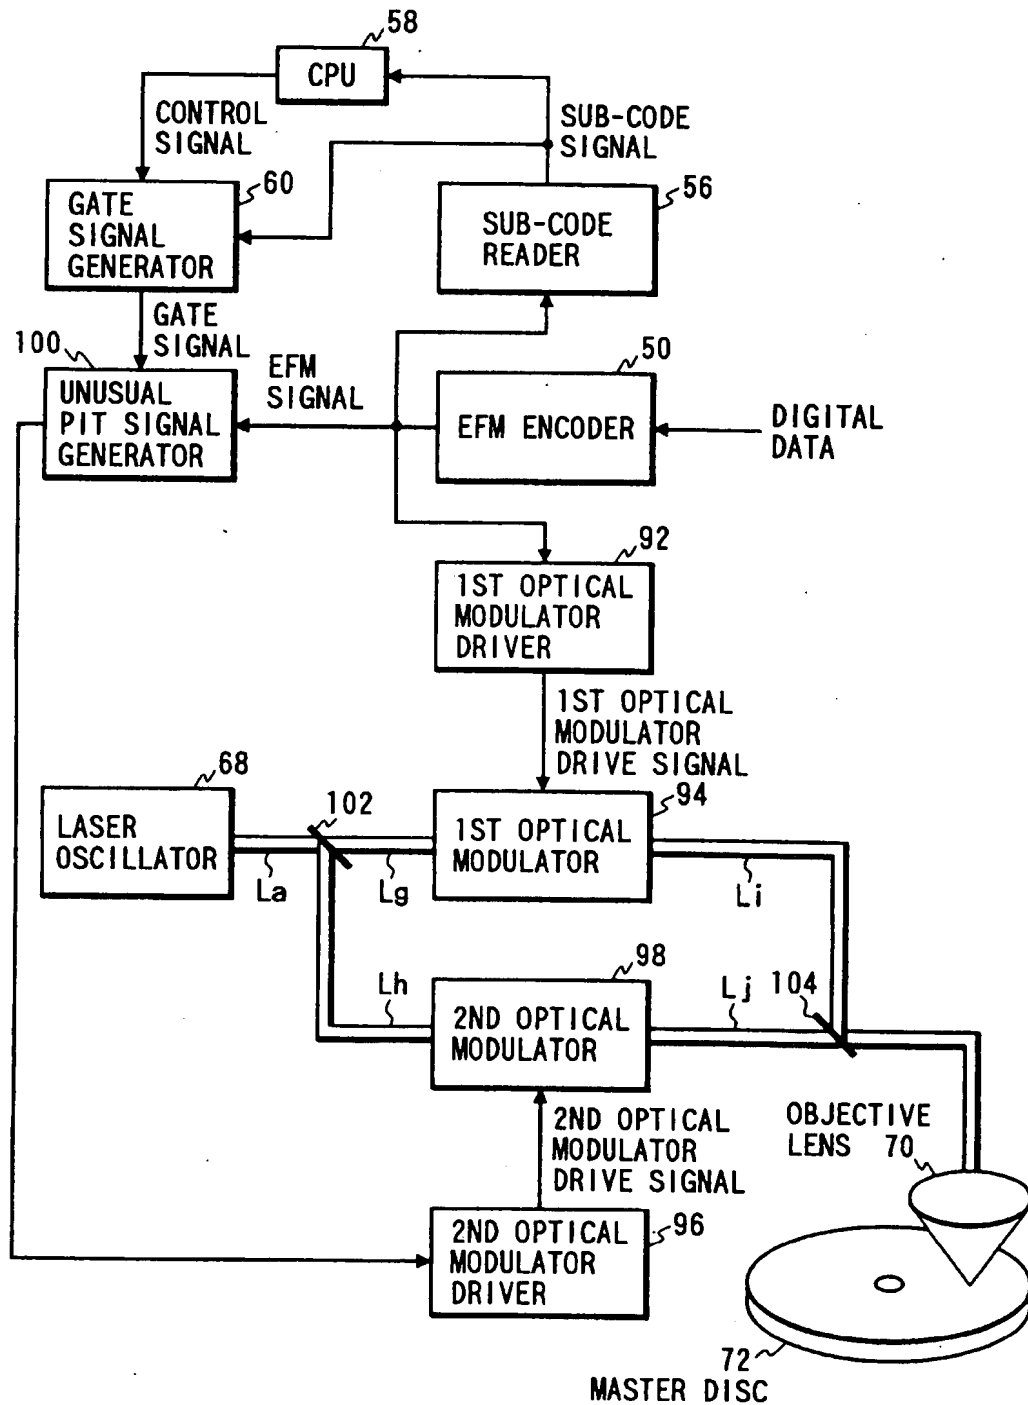 58
CPU
CONTROL
SIGNAL
SUB-CODE
SIGNAL
60
GATE
SIGNAL
GENERATOR
56
SUB-CODE
READER
GATE
SIGNAL
100
UNUSUAL
PIT SIGNAL
GENERATOR
EFM
SIGNAL
50
EFM ENCODER
DIGITAL
DATA
92
1ST OPTICAL
MODULATOR
DRIVER
1ST OPTICAL
MODULATOR
DRIVE SIGNAL
68
LASER
OSCILLATOR
102
94
1ST OPTICAL
MODULATOR
La
Lg
Li
98
Lh
2ND OPTICAL
MODULATOR
Lj
104
2ND OPTICAL
MODULATOR
DRIVE SIGNAL
OBJECTIVE
LENS 70
96
2ND OPTICAL
MODULATOR
DRIVER
72
MASTER DISC